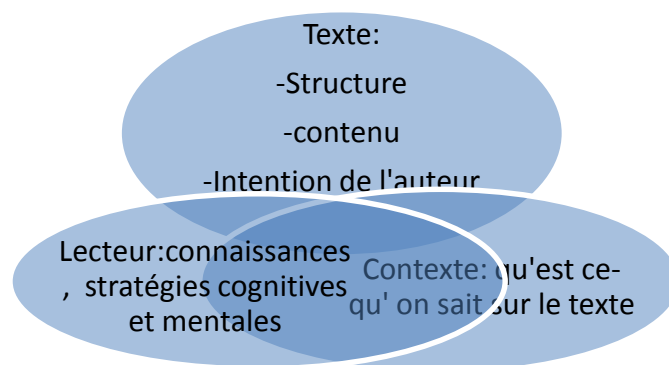 Texte:
-Structure
-contenu
-Intention de l'auteur
Lecteur:connaissances
, stratégies cognitives
et mentales
Contexte: qu'est ce-
qu' on sait sur le texte